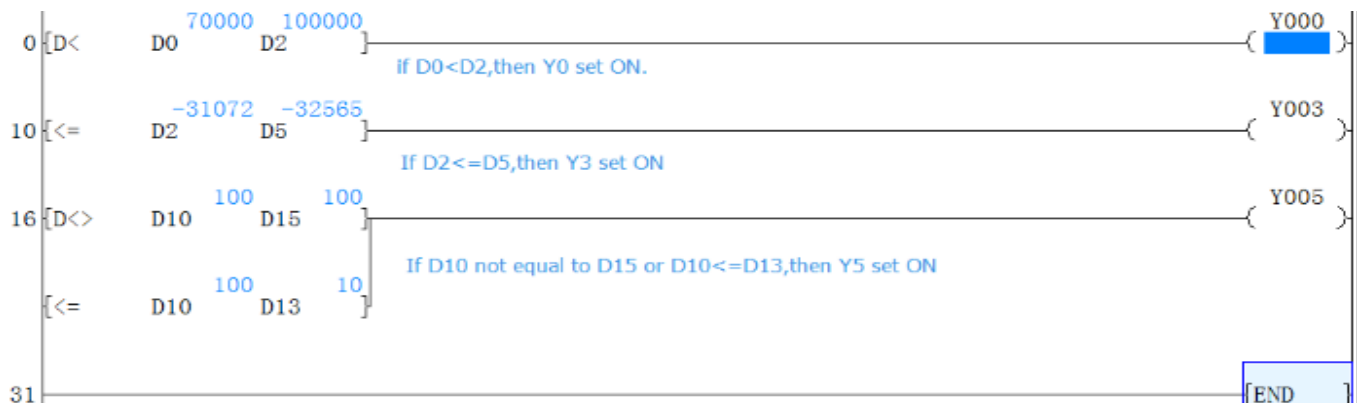 70000 100000 Y000
0 [D< D0 D2 ] ( )
if D0<D2,then Y0 set ON.
-31072 -32565 Y003
10 [<= D2 D5 ] ( )
If D2<=D5,then Y3 set ON
100 100 Y005
16 [D<> D10 D15 ] ( )
If D10 not equal to D15 or D10<=D13,then Y5 set ON
100 10
[<= D10 D13 ]
31 [END ]